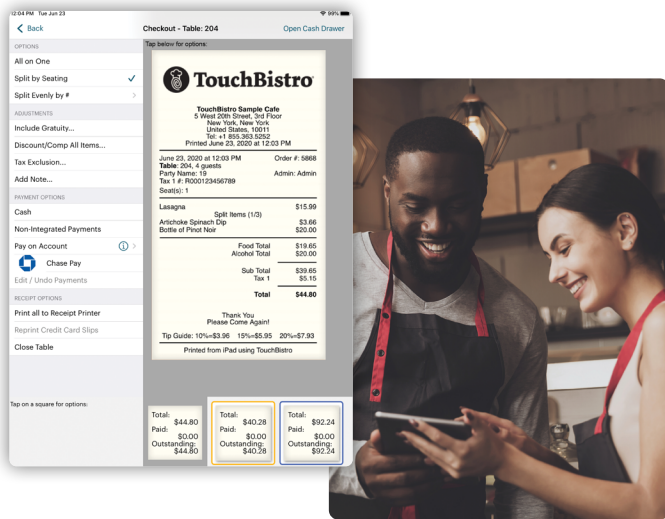 12:04 PM Tue Jun 23
99%
Back
Checkout - Table: 204
Open Cash Drawer
OPTIONS
All on One
Split by Seating
Split Evenly by #
ADJUSTMENTS
Include Gratuity...
Discount/Comp All Items...
Tax Exclusion...
Add Note...
PAYMENT OPTIONS
Cash
Non-Integrated Payments
Pay on Account
Chase Pay
Edit / Undo Payments
RECEIPT OPTIONS
Print all to Receipt Printer
Reprint Credit Card Slips
Close Table
Tap on a square for options:
Tap below for options:
TouchBistro
TouchBistro Sample Cafe
5 West 20th Street, 3rd Floor
New York, New York
United States, 10011
Tel: +1 855.363.5252
Printed June 23, 2020 at 12:03 PM
June 23, 2020 at 12:03 PM Order #: 5868
Table: 204, 4 guests
Party Name: 19 Admin: Admin
Tax 1 #: R000123456789
Seat(s): 1
Lasagna $15.99
Split Items (1/3)
Artichoke Spinach Dip $3.66
Bottle of Pinot Noir $20.00
Food Total $19.65
Alcohol Total $20.00
Sub Total $39.65
Tax 1 $5.15
Total $44.80
Thank You
Please Come Again!
Tip Guide: 10%=$3.96 15%=$5.95 20%=$7.93
Printed from iPad using TouchBistro
Total:
$44.80
Paid:
$0.00
Outstanding:
$44.80
Total:
$40.28
Paid:
$0.00
Outstanding:
$40.28
Total:
$92.24
Paid:
$0.00
Outstanding:
$92.24